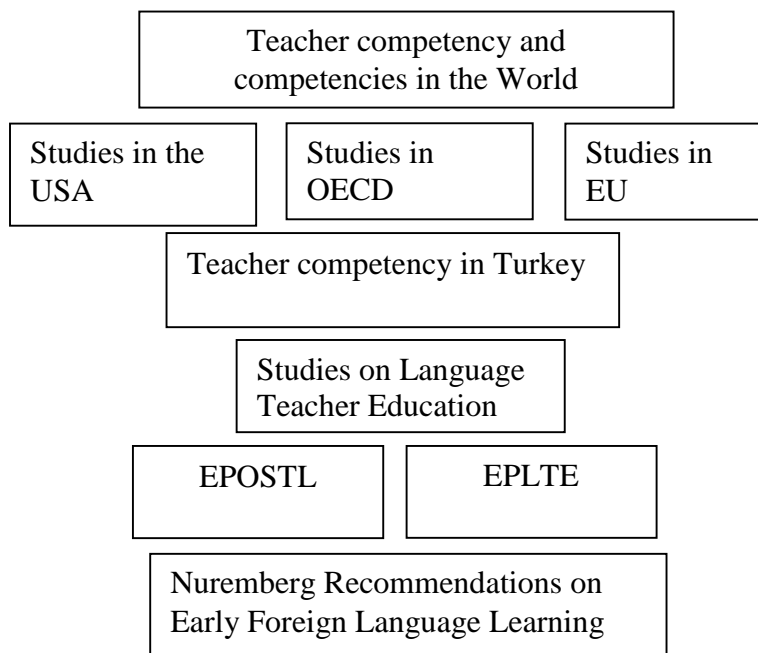 Teacher competency and
competencies in the World
Studies in the
USA
Studies in
OECD
Studies in
EU
Teacher competency in Turkey
Studies on Language
Teacher Education
EPOSTL
EPLTE
Nuremberg Recommendations on
Early Foreign Language Learning